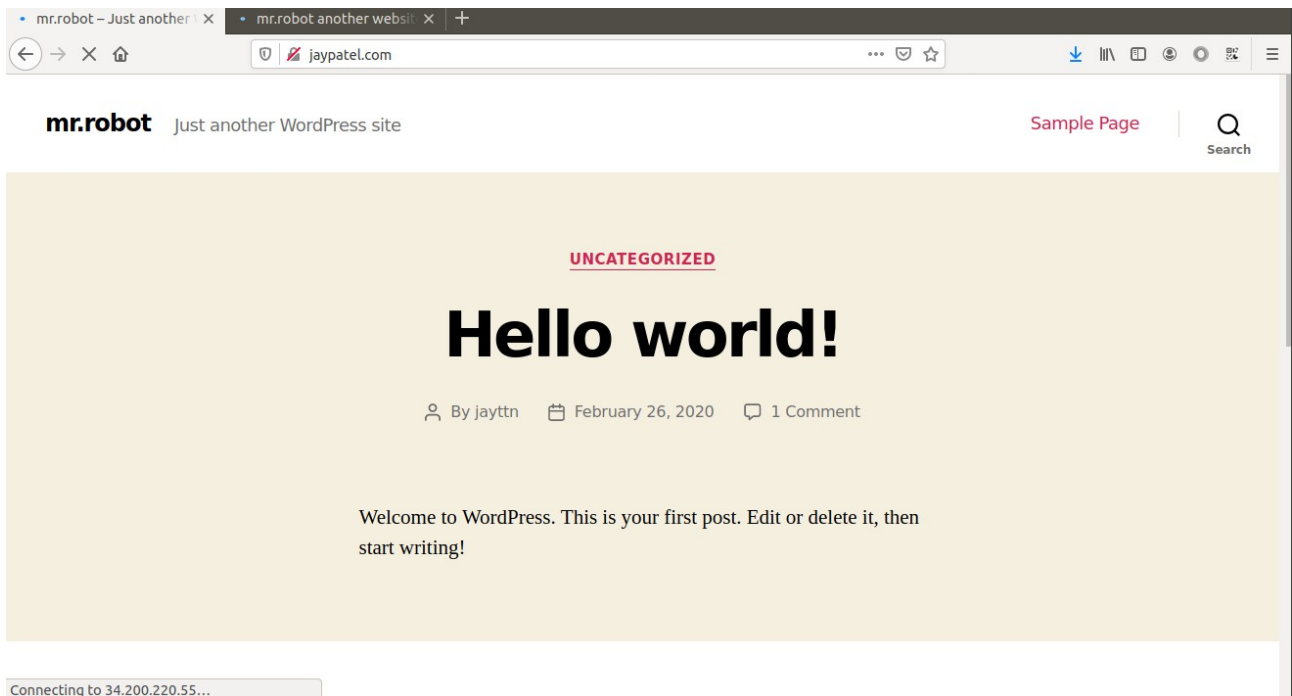 mr.robot – Just another
mr.robot another websit
jaypatel.com
mr.robot Just another WordPress site
Sample Page
Search
UNCATEGORIZED
Hello world!
By jayttn February 26, 2020 1 Comment
Welcome to WordPress. This is your first post. Edit or delete it, then
start writing!
Connecting to 34.200.220.55...